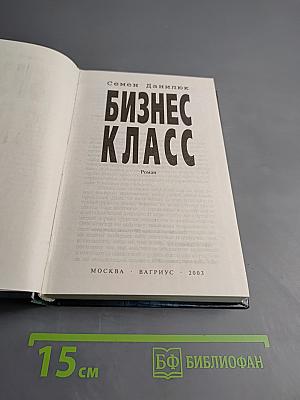 Семен Данилюк
БИЗНЕС
КЛАСС
Роман
МОСКВА · ВАГРИУС · 2003
15 см
БФ БИБЛИОФАН